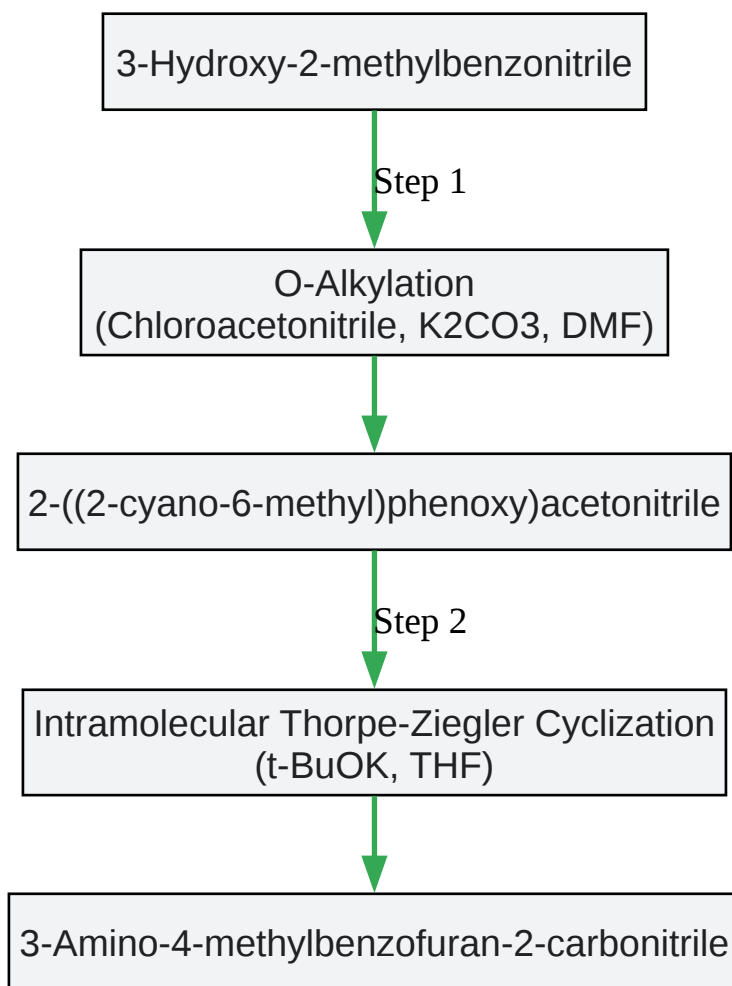 3-Hydroxy-2-methylbenzonitrile
Step 1
O-Alkylation
(Chloroacetonitrile, K2CO3, DMF)
2-((2-cyano-6-methyl)phenoxy)acetonitrile
Step 2
Intramolecular Thorpe-Ziegler Cyclization
(t-BuOK, THF)
3-Amino-4-methylbenzofuran-2-carbonitrile